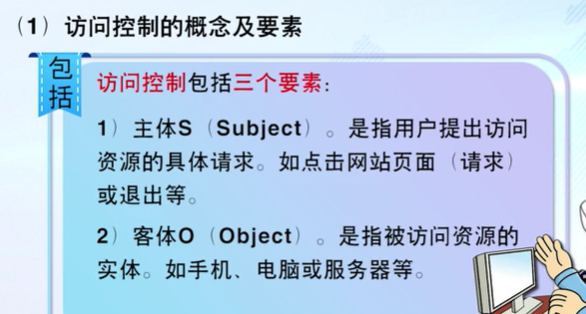 （1）访问控制的概念及要素
包括
访问控制包括三个要素：
1）主体S（Subject）。是指用户提出访问
资源的具体请求。如点击网站页面（请求）
或退出等。
2）客体O（Object）。是指被访问资源的
实体。如手机、电脑或服务器等。